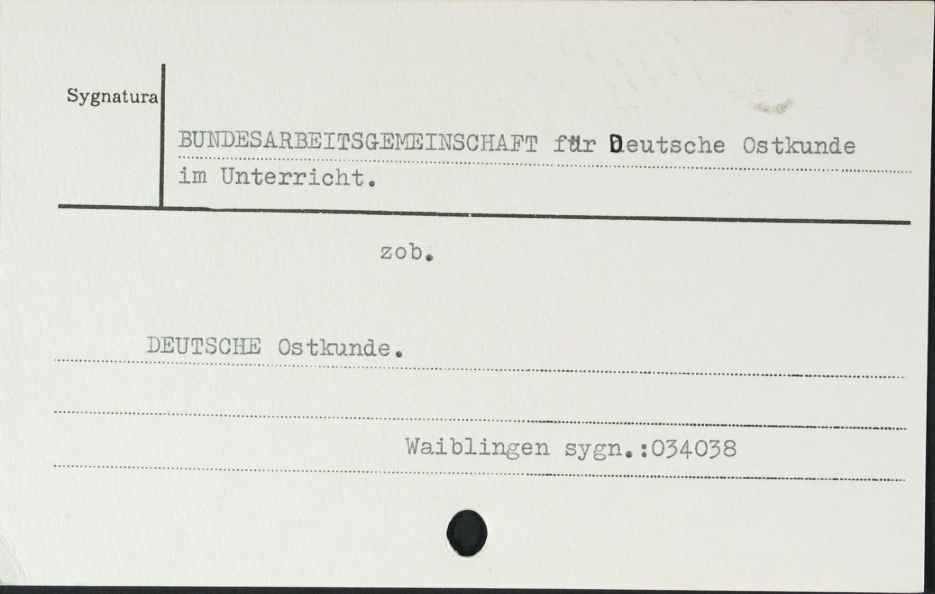 Sygnatura
BUNDESARBEITSGEMEINSCHAFT für Deutsche Ostkunde
im Unterricht.
zob.
DEUTSCHE Ostkunde.
Waiblingen sygn.:034038